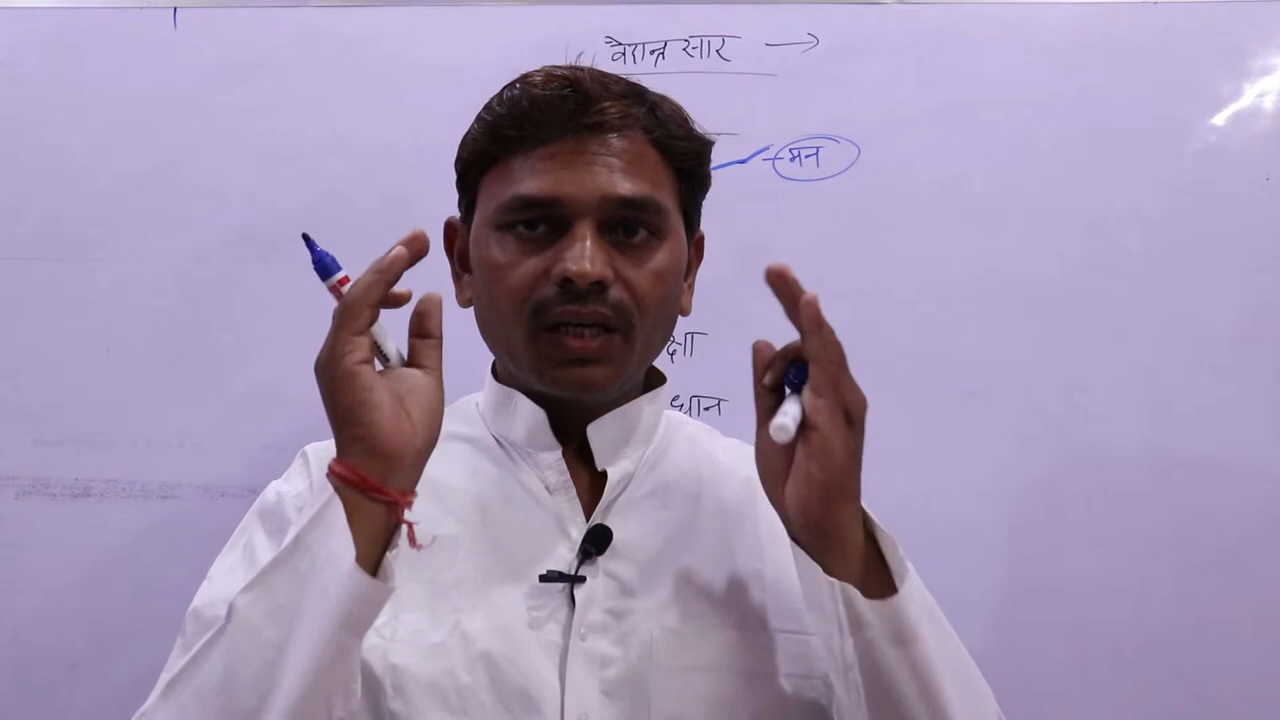 वेदान्त सार →
मन
क्षा
धान